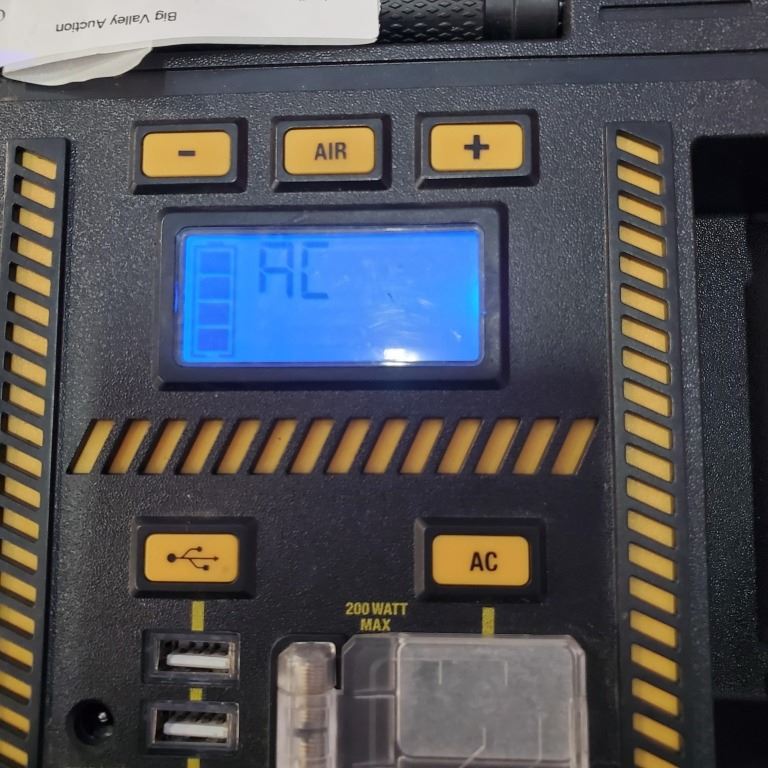 Big Valley Auction
-
AIR
+
AC
AC
200 WATT
MAX